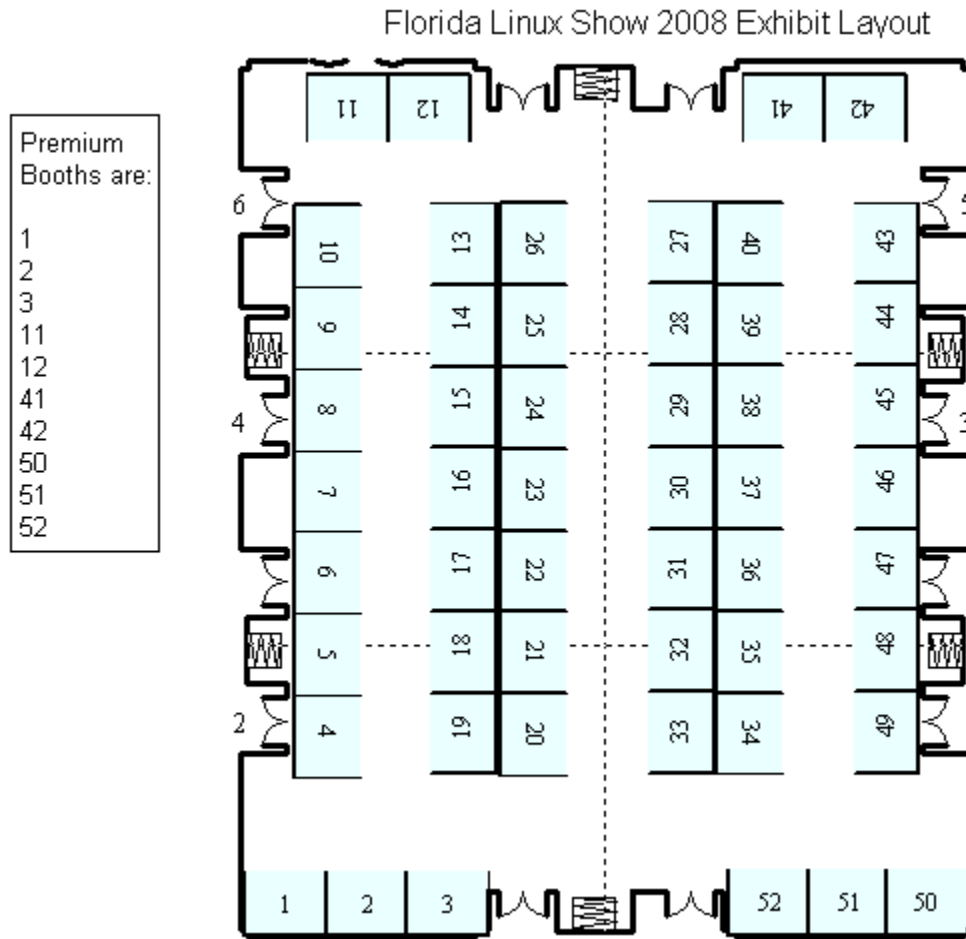 Florida Linux Show 2008 Exhibit Layout
Premium
Booths are:
1
2
3
11
12
41
42
50
51
52
11 12 41 42
6 5
10 13 26 27 40 43
9 14 25 28 39 44
8 15 24 29 38 45
4 3
7 16 23 30 37 46
6 17 22 31 36 47
5 18 21 32 35 48
4 19 20 33 34 49
2
1 2 3 52 51 50